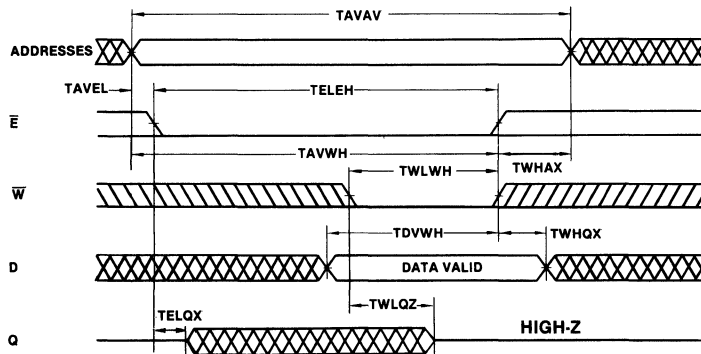 TAVAV
ADDRESSES
TAVEL
TELEH
E
TAVWH
TWLWH
TWHAX
W
TDVWH
TWHQX
D
DATA VALID
TELQX
TWLQZ
HIGH-Z
Q